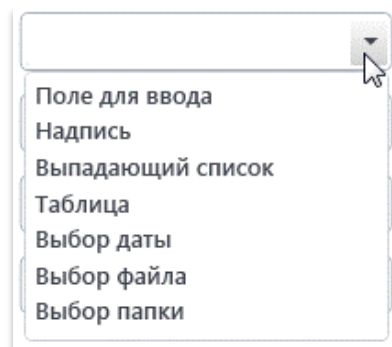 Поле для ввода
Надпись
Выпадающий список
Таблица
Выбор даты
Выбор файла
Выбор папки